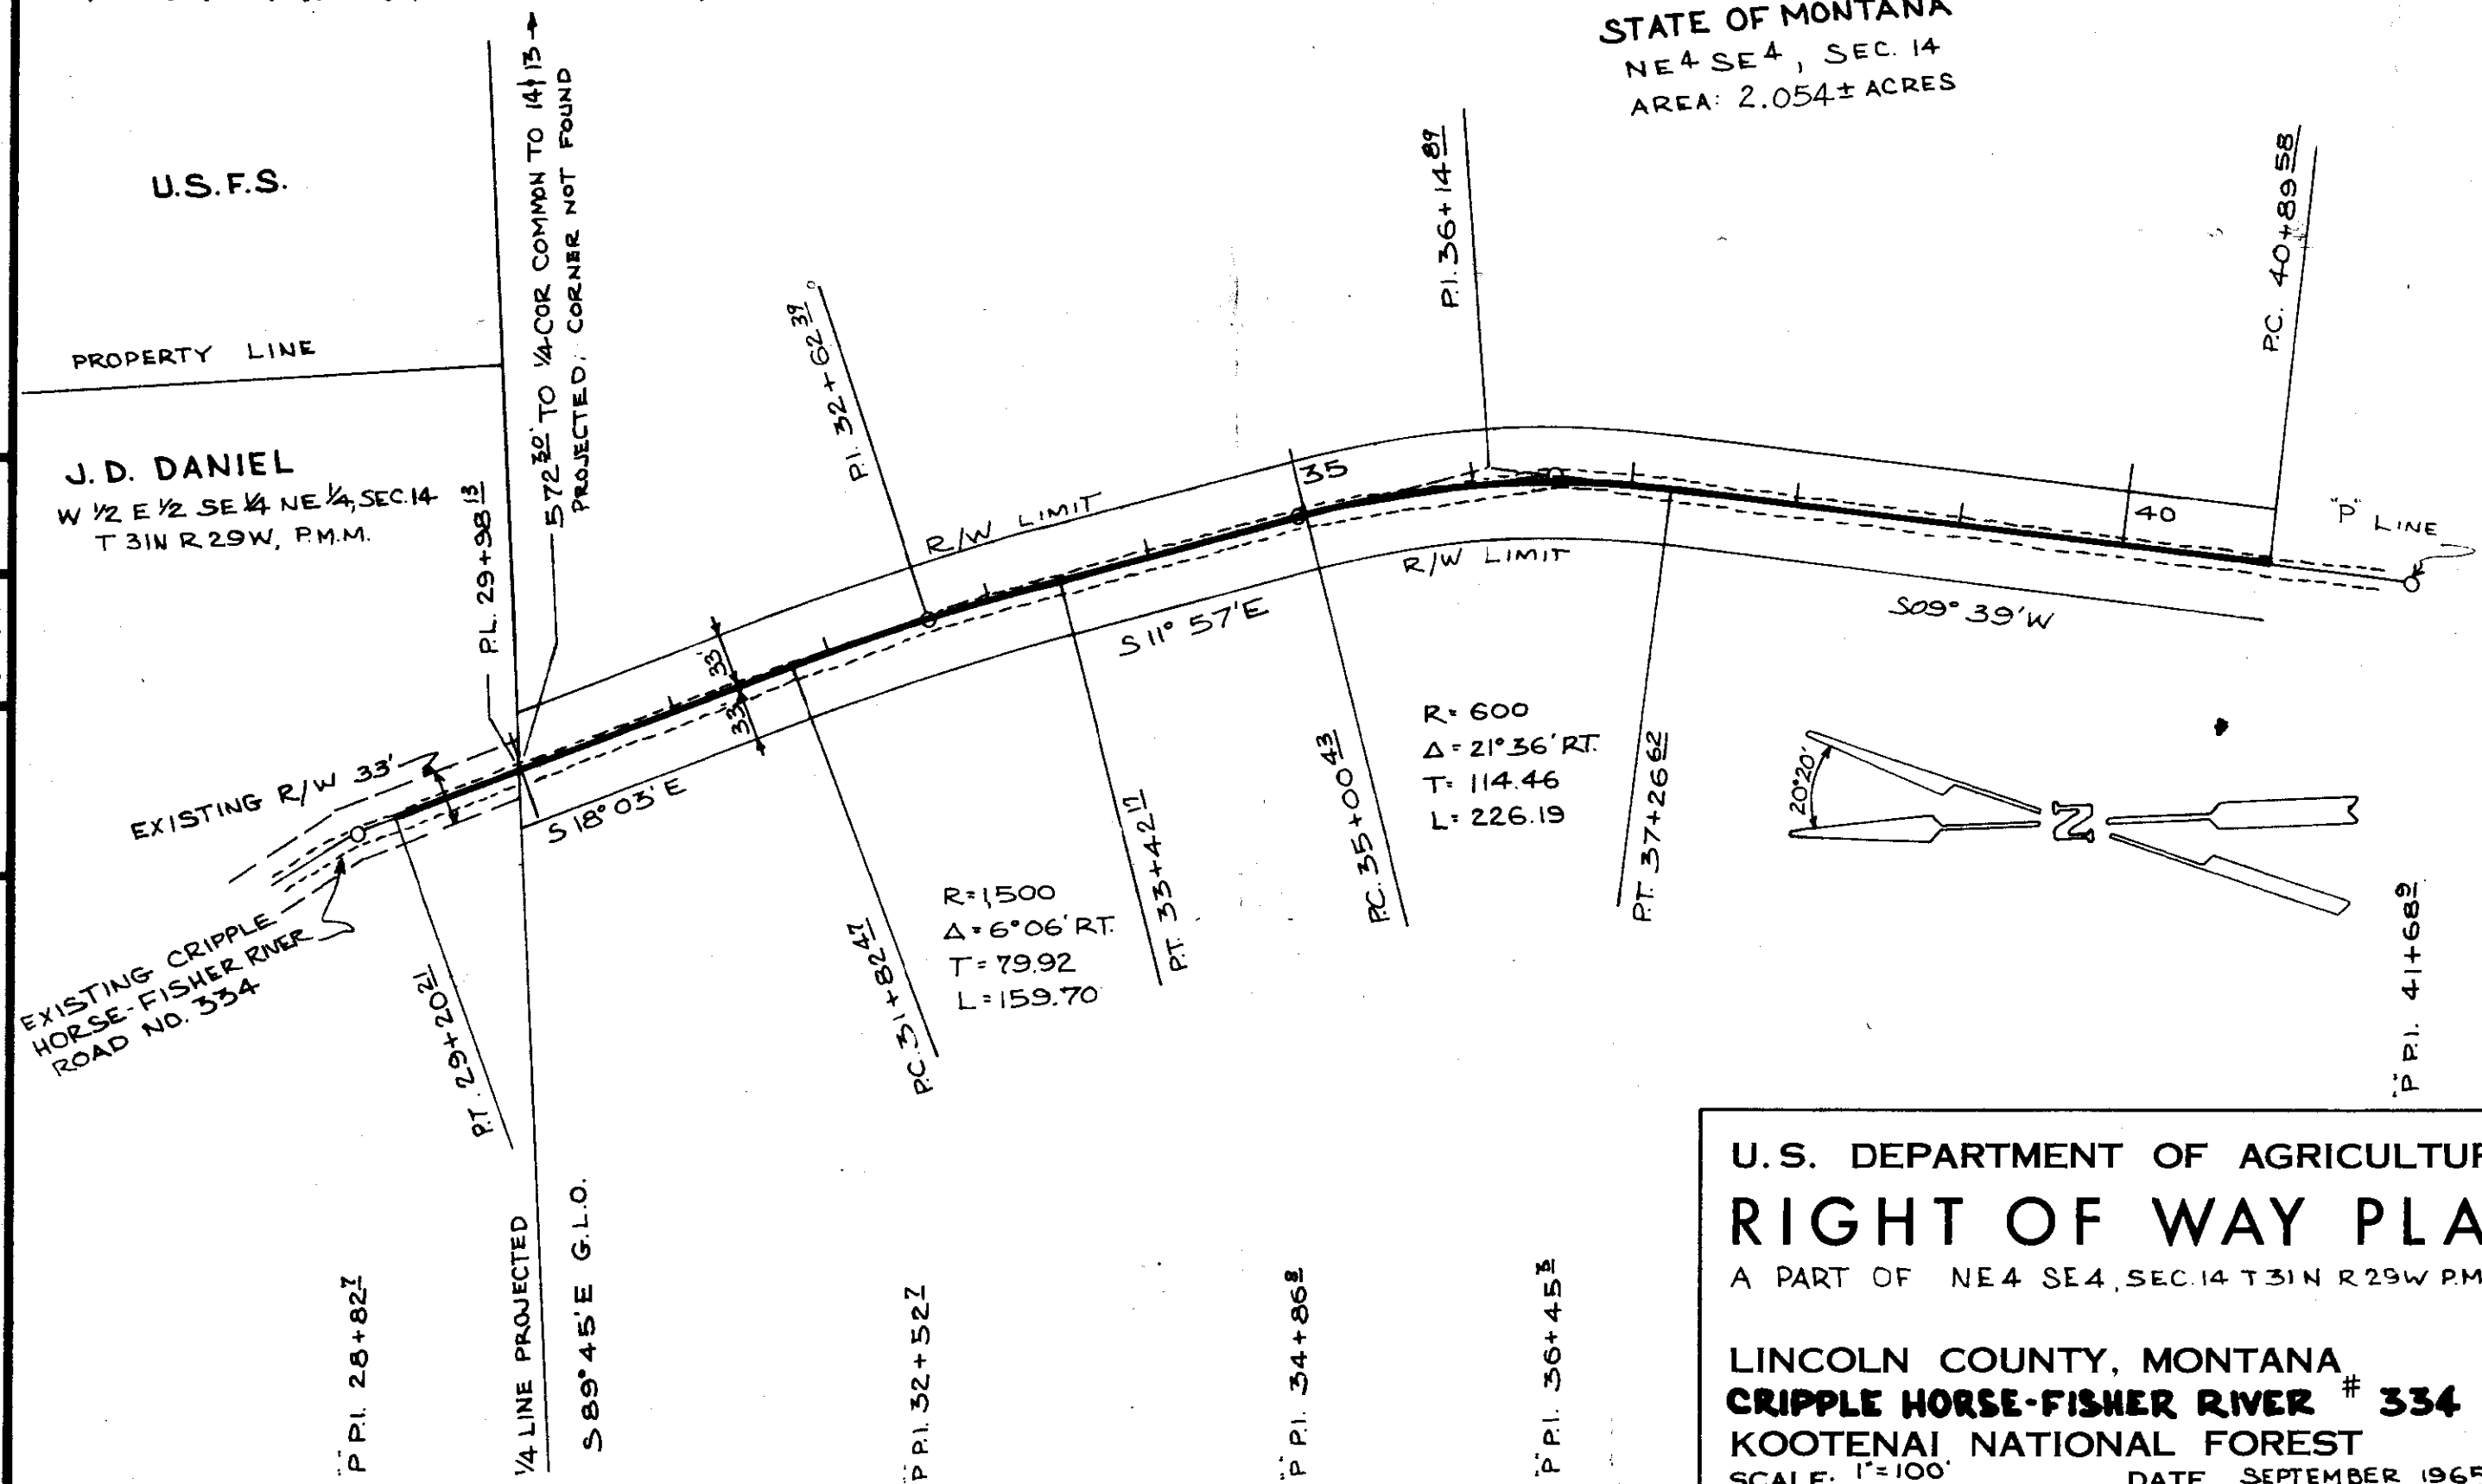 STATE OF MONTANA
NE4 SE4, SEC. 14
AREA: 2.054± ACRES
U.S.F.S.
PROPERTY LINE
J. D. DANIEL
W ½ E ½ SE ¼ NE ¼, SEC. 14
T 31N R 29W, P.M.M.
P.L. 29+98 13
572 30' TO ¼ COR COMMON TO 14|13
PROJECTED; CORNER NOT FOUND
P.I. 32+62 39
P.I. 36+14 89
P.C. 40+89 58
R/W LIMIT
35
R/W LIMIT
40
"P" LINE
S 11° 57' E
S09° 39' W
33'
33'
EXISTING R/W 33'
S 18° 03' E
EXISTING CRIPPLE
HORSE-FISHER RIVER
ROAD NO. 334
P.T. 29+20 21
P.C. 31+82 47
R=1,500
Δ=6°06' RT.
T=79.92
L=159.70
P.T. 33+42 17
P.C. 35+00 43
R=600
Δ=21°36' RT.
T=114.46
L=226.19
P.T. 37+26 62
20°20'
N
¼ LINE PROJECTED
S 89° 45' E G.L.O.
"P" P.I. 28+82 7
"P" P.I. 32+52 7
"P" P.I. 34+86 8
"P" P.I. 36+45 3
"P" P.I. 41+68 9
U.S. DEPARTMENT OF AGRICULTUR
RIGHT OF WAY PLA
A PART OF NE4 SE4, SEC. 14 T 31N R 29W P.M
LINCOLN COUNTY, MONTANA
CRIPPLE HORSE-FISHER RIVER # 334
KOOTENAI NATIONAL FOREST
SCALE: 1"=100' DATE SEPTEMBER 1965